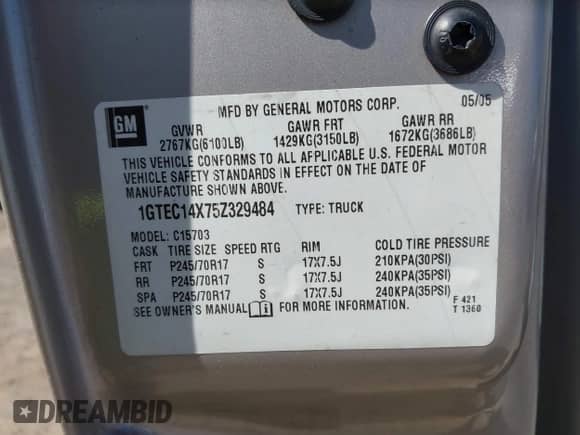 GM
MFD BY GENERAL MOTORS CORP. 05/05
GVWR GAWR FRT GAWR RR
2767KG(6100LB) 1429KG(3150LB) 1672KG(3686LB)
THIS VEHICLE CONFORMS TO ALL APPLICABLE U.S. FEDERAL MOTOR
VEHICLE SAFETY STANDARDS IN EFFECT ON THE DATE OF
MANUFACTURE SHOWN ABOVE.
1GTEC14X75Z329484 TYPE: TRUCK
MODEL: C15703
CASK TIRE SIZE SPEED RTG RIM COLD TIRE PRESSURE
FRT P245/70R17 S 17X7.5J 210KPA(30PSI)
RR P245/70R17 S 17X7.5J 240KPA(35PSI)
SPA P245/70R17 S 17X7.5J 240KPA(35PSI)
SEE OWNER'S MANUAL FOR MORE INFORMATION.
F 421
T 1360
DREAMBID